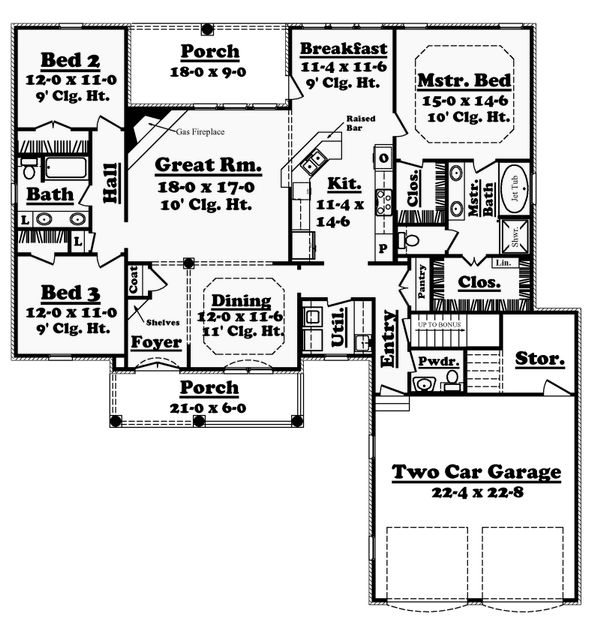 Bed 2
12-0 x 11-0
9' Clg. Ht.
Porch
18-0 x 9-0
Breakfast
11-4 x 11-6
9' Clg. Ht.
Mstr. Bed
15-0 x 14-6
10' Clg. Ht.
Gas Fireplace
Raised
Bar
Great Rm.
18-0 x 17-0
10' Clg. Ht.
Hall
Bath
L
L
Kit.
11-4 x
14-6
O
P
Clos.
Mstr.
Bath
Jet Tub
Shwr.
Lin.
Clos.
Pantry
Bed 3
12-0 x 11-0
9' Clg. Ht.
Coat
Shelves
Foyer
Dining
12-0 x 11-6
11' Clg. Ht.
Util.
Entry
UP TO BONUS
Pwdr.
Stor.
Porch
21-0 x 6-0
Two Car Garage
22-4 x 22-8